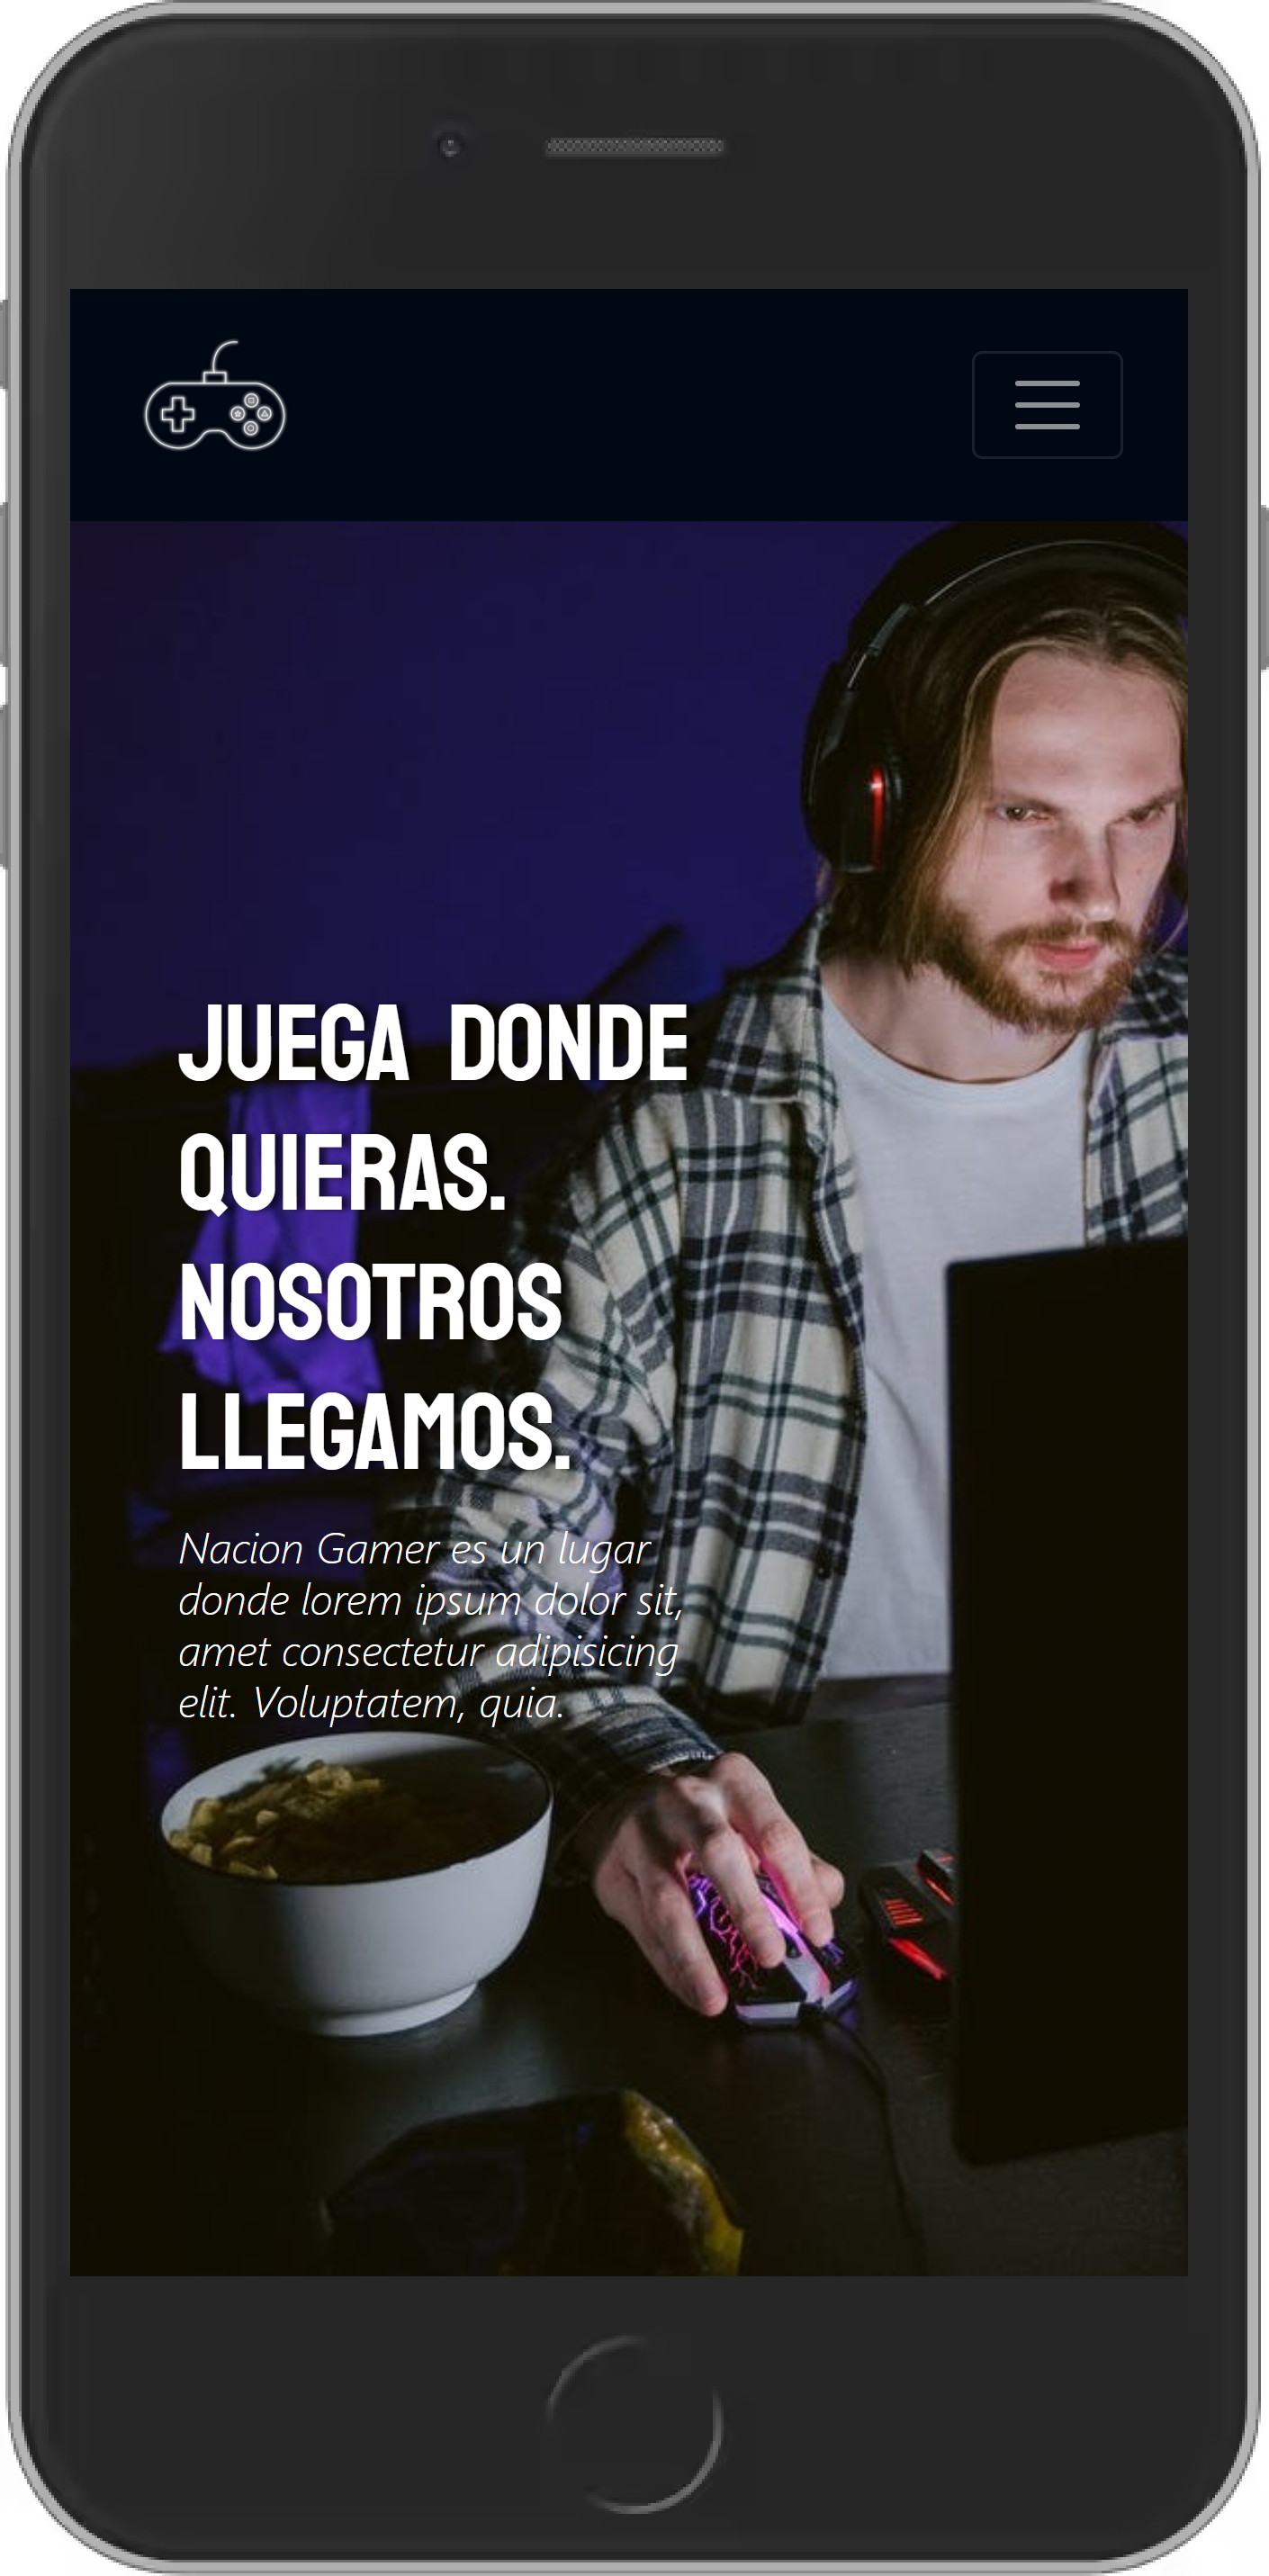 JUEGA DONDE
QUIERAS.
NOSOTROS
LLEGAMOS.
Nacion Gamer es un lugar
donde lorem ipsum dolor sit,
amet consectetur adipisicing
elit. Voluptatem, quia.